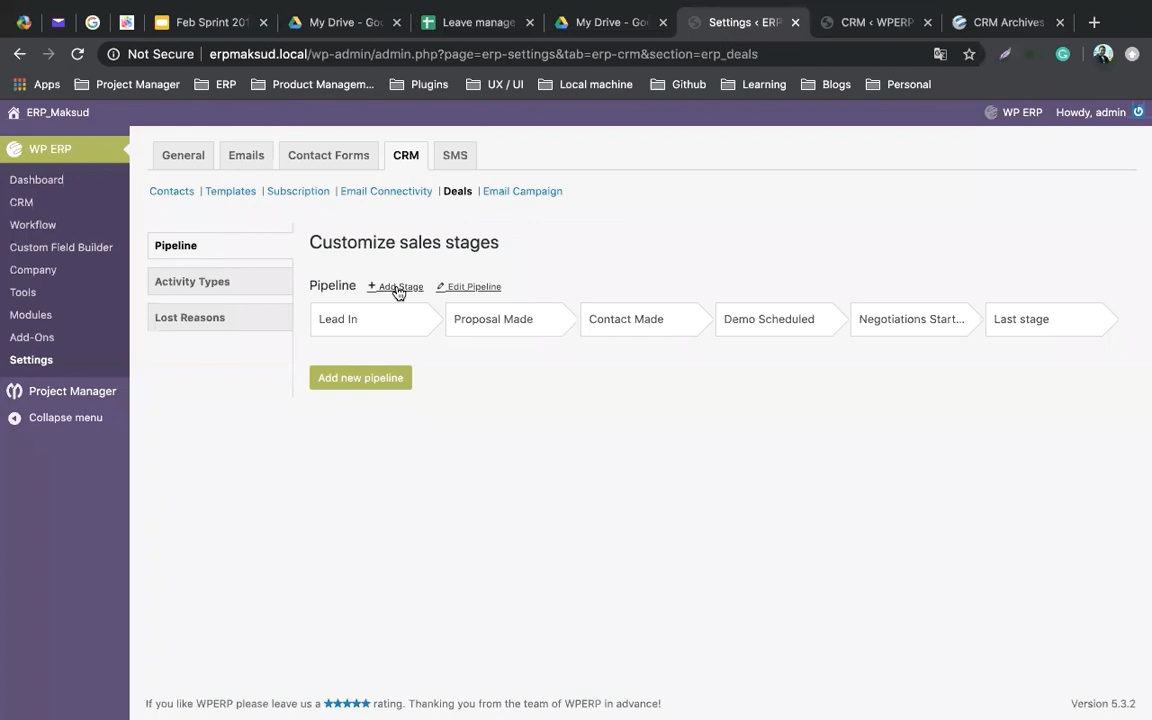 Feb Sprint 201
My Drive - Goo
Leave manage
My Drive - Goo
Settings ‹ ERP
CRM ‹ WPERP
CRM Archives
Not Secure
erpmaksud.local/wp-admin/admin.php?page=erp-settings&tab=erp-crm&section=erp_deals
Apps
Project Manager
ERP
Product Managem...
Plugins
UX / UI
Local machine
Github
Learning
Blogs
Personal
ERP_Maksud
WP ERP
Howdy, admin
WP ERP
Dashboard
CRM
Workflow
Custom Field Builder
Company
Tools
Modules
Add-Ons
Settings
Project Manager
Collapse menu
General
Emails
Contact Forms
CRM
SMS
Contacts | Templates | Subscription | Email Connectivity | Deals | Email Campaign
Pipeline
Activity Types
Lost Reasons
Customize sales stages
Pipeline + Add Stage Edit Pipeline
Lead In
Proposal Made
Contact Made
Demo Scheduled
Negotiations Start...
Last stage
Add new pipeline
If you like WPERP please leave us a ★★★★★ rating. Thanking you from the team of WPERP in advance!
Version 5.3.2